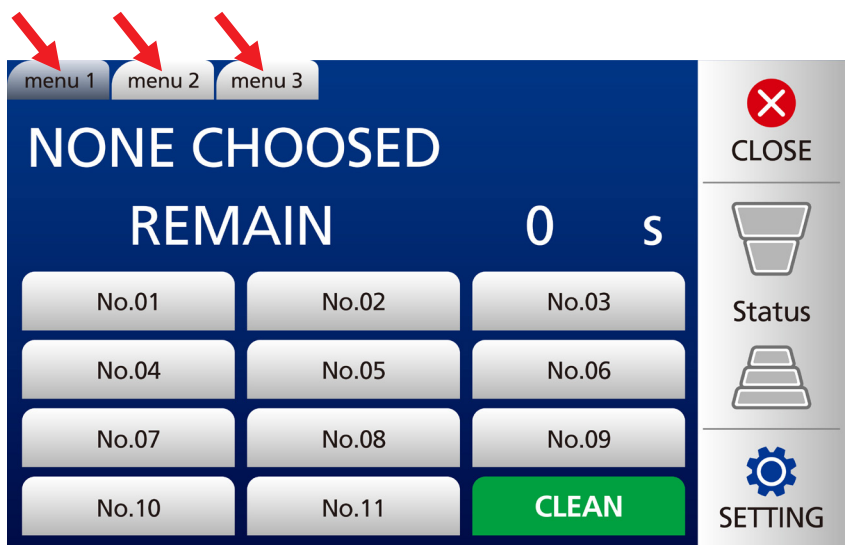 menu 1 menu 2 menu 3
NONE CHOOSED
REMAIN 0 s
No.01 No.02 No.03
No.04 No.05 No.06
No.07 No.08 No.09
No.10 No.11 CLEAN
CLOSE
Status
SETTING